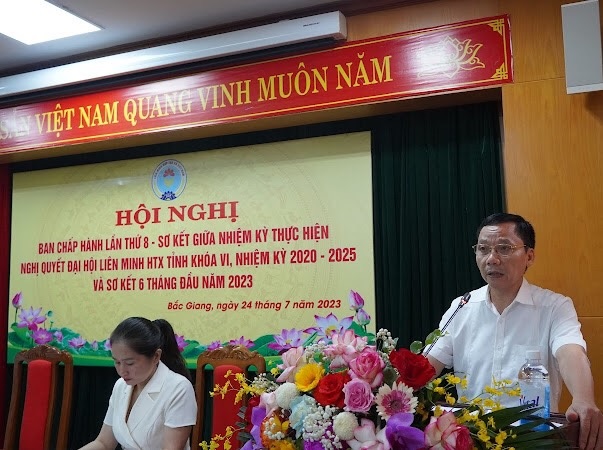 SẢN VIỆT NAM QUANG VINH MUÔN NĂM
HỘI NGHỊ
BAN CHẤP HÀNH LẦN THỨ 8 - SƠ KẾT GIỮA NHIỆM KỲ THỰC HIỆN
NGHỊ QUYẾT ĐẠI HỘI LIÊN MINH HTX TỈNH KHÓA VI, NHIỆM KỲ 2020 - 2025
VÀ SƠ KẾT 6 THÁNG ĐẦU NĂM 2023
Bắc Giang, ngày 24 tháng 7 năm 2023